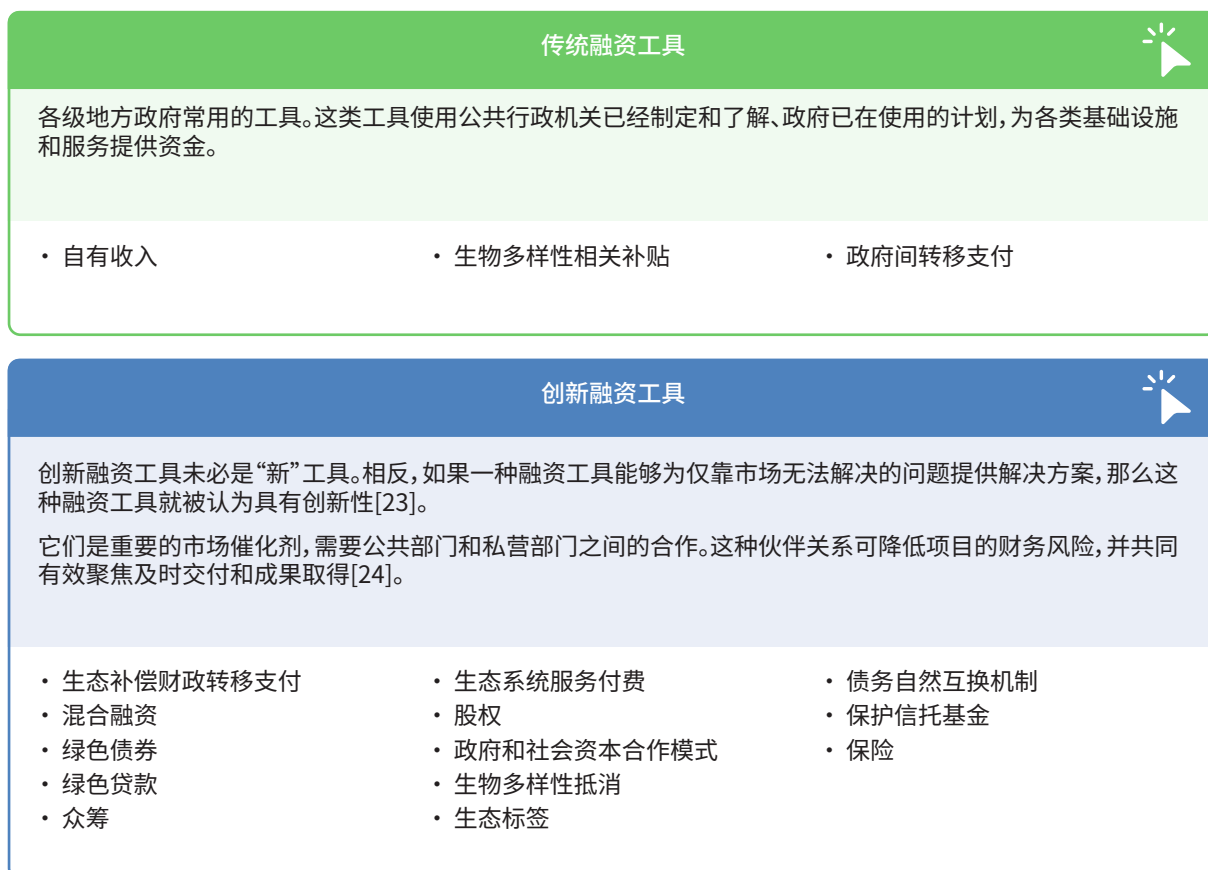 传统融资工具
各级地方政府常用的工具。这类工具使用公共行政机关已经制定和了解、政府已在使用的计划，为各类基础设施
和服务提供资金。
· 自有收入
· 生物多样性相关补贴
· 政府间转移支付
创新融资工具
创新融资工具未必是“新”工具。相反，如果一种融资工具能够为仅靠市场无法解决的问题提供解决方案，那么这
种融资工具就被认为具有创新性[23]。
它们是重要的市场催化剂，需要公共部门和私营部门之间的合作。这种伙伴关系可降低项目的财务风险，并共同
有效聚焦及时交付和成果取得[24]。
· 生态补偿财政转移支付
· 混合融资
· 绿色债券
· 绿色贷款
· 众筹
· 生态系统服务付费
· 股权
· 政府和社会资本合作模式
· 生物多样性抵消
· 生态标签
· 债务自然互换机制
· 保护信托基金
· 保险